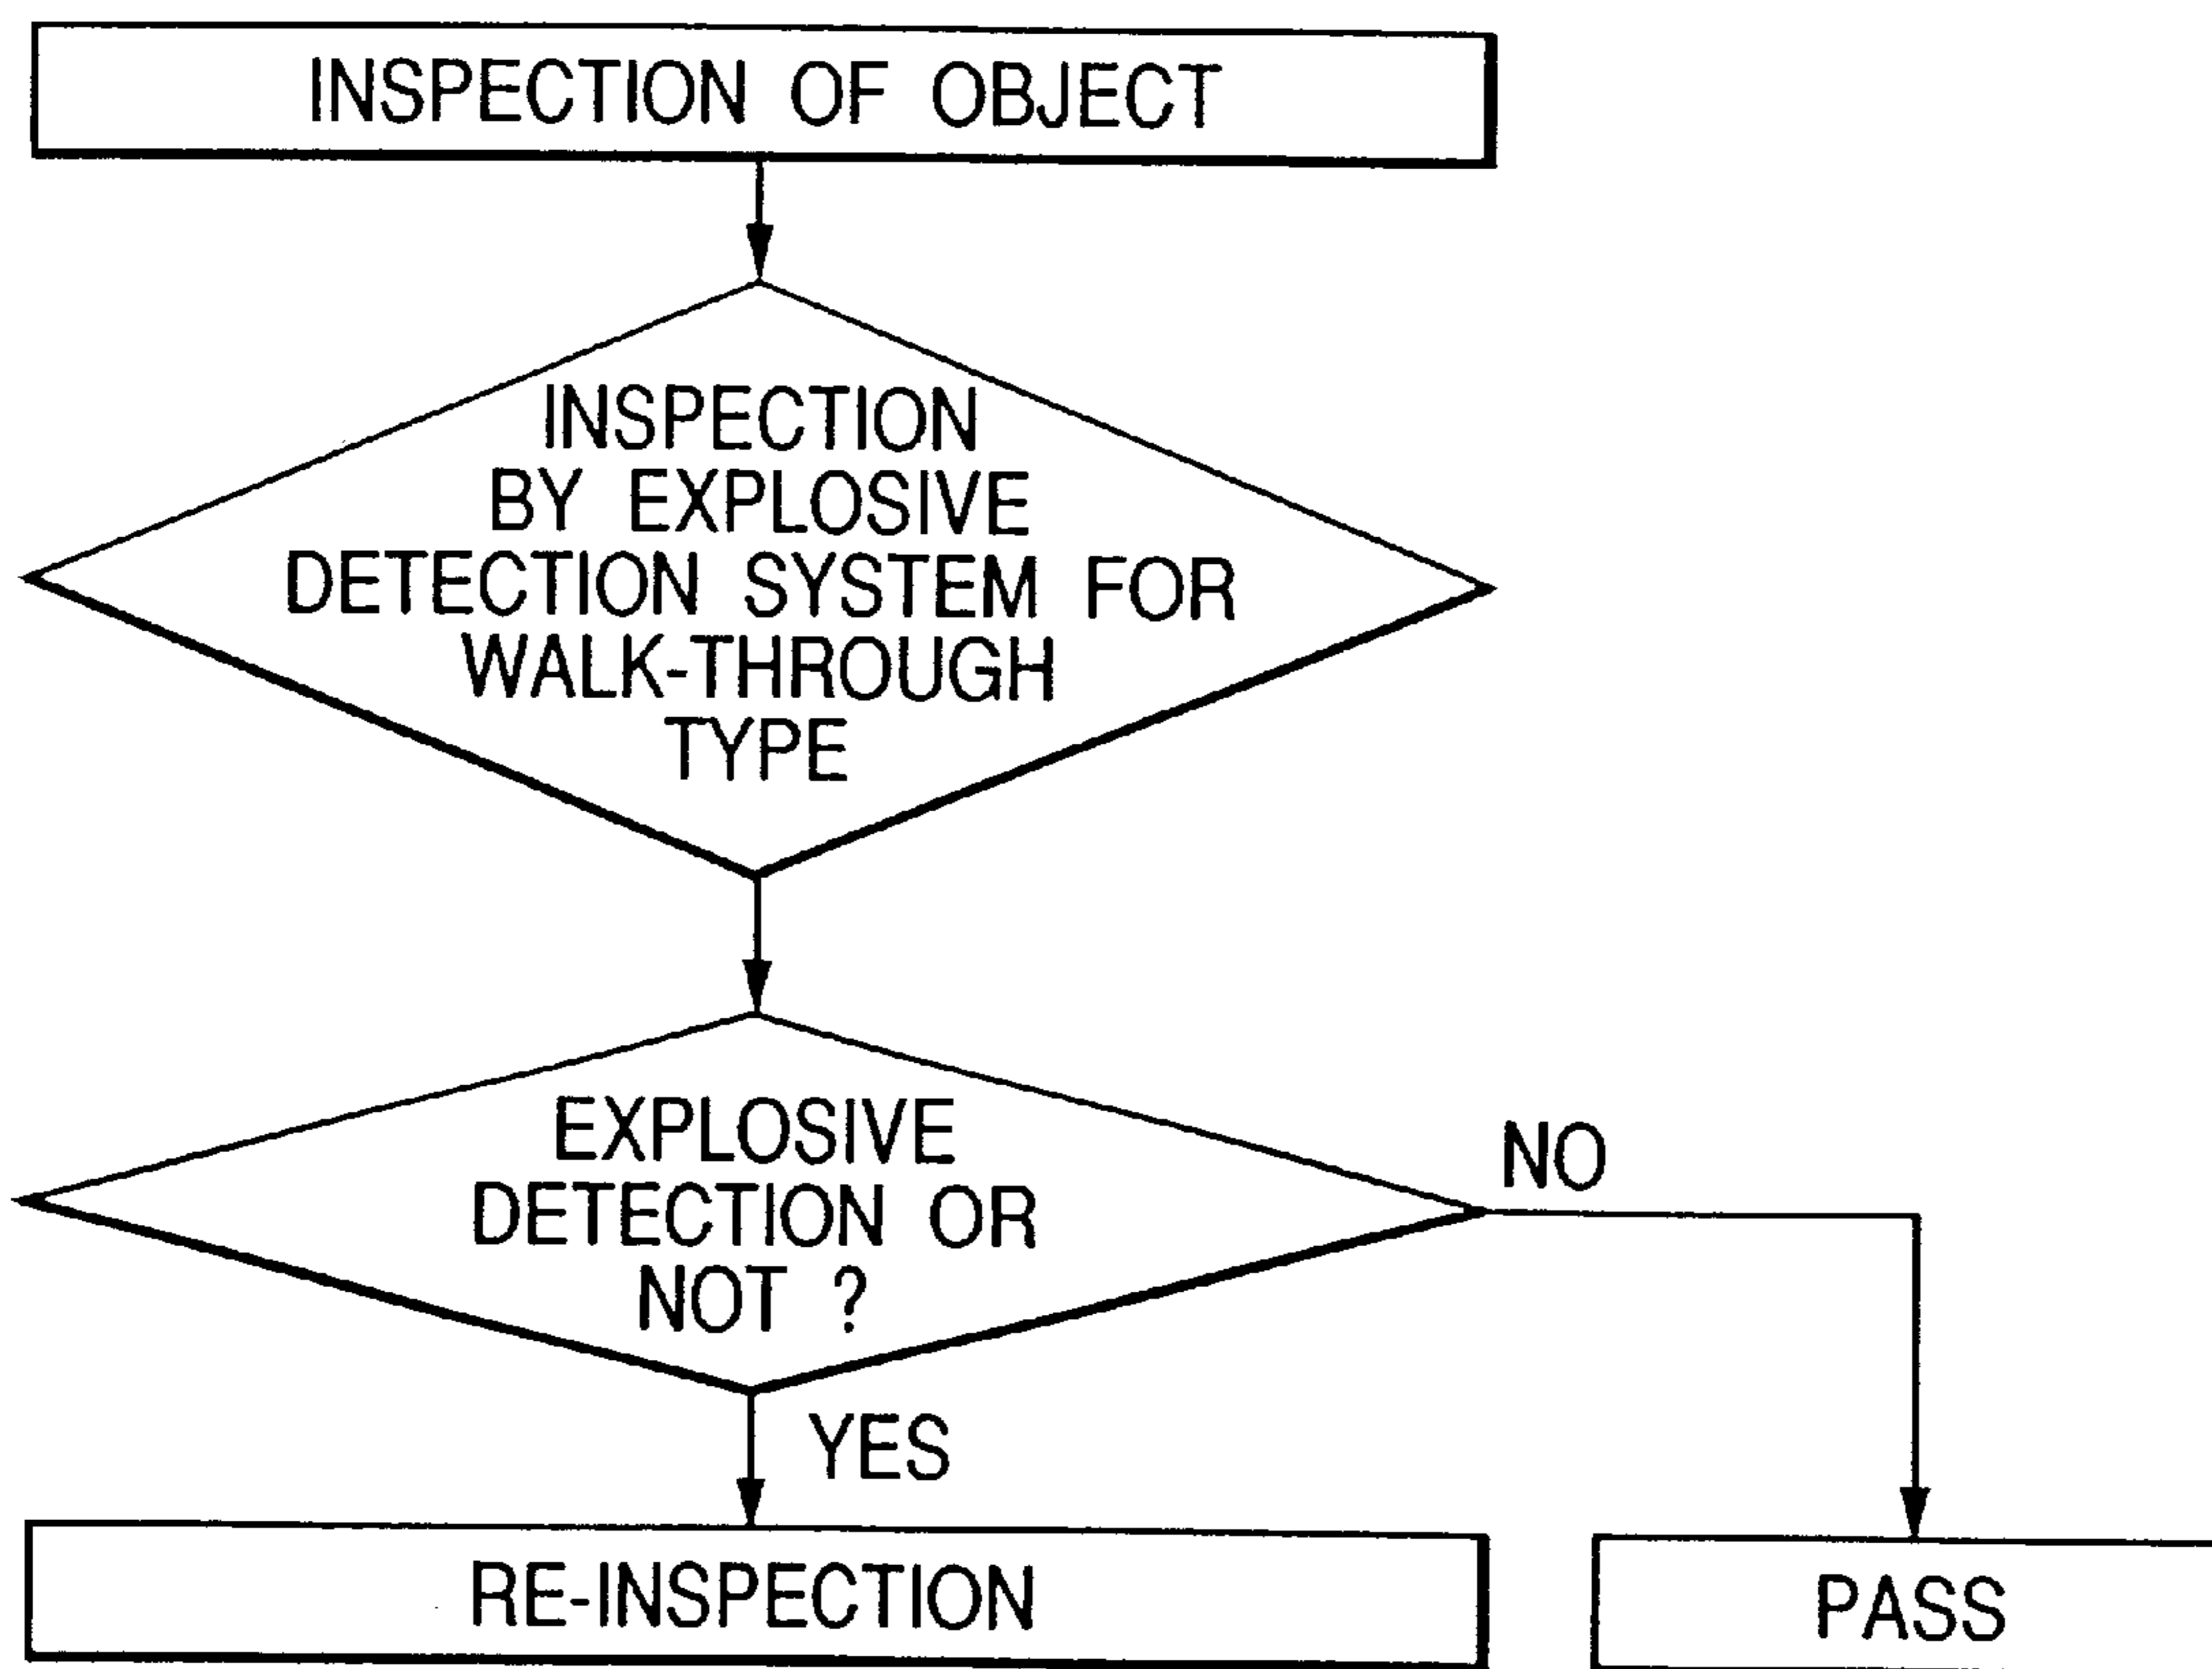 INSPECTION OF OBJECT
INSPECTION
BY EXPLOSIVE
DETECTION SYSTEM FOR
WALK-THROUGH
TYPE
EXPLOSIVE
DETECTION OR
NOT ?
NO
YES
RE-INSPECTION
PASS